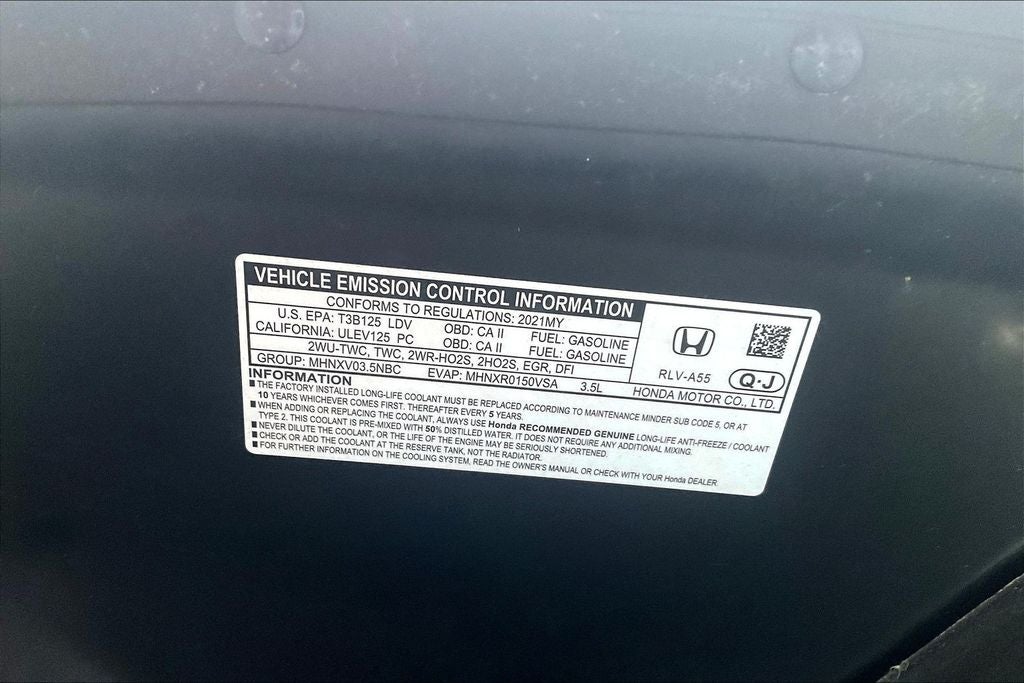 VEHICLE EMISSION CONTROL INFORMATION
CONFORMS TO REGULATIONS: 2021MY
U.S. EPA: T3B125 LDV OBD: CA II FUEL: GASOLINE
CALIFORNIA: ULEV125 PC OBD: CA II FUEL: GASOLINE
2WU-TWC, TWC, 2WR-HO2S, 2HO2S, EGR, DFI
GROUP: MHNXV03.5NBC EVAP: MHNXR0150VSA 3.5L
RLV-A55
Q-J
HONDA MOTOR CO., LTD.
INFORMATION
■ THE FACTORY INSTALLED LONG-LIFE COOLANT MUST BE REPLACED ACCORDING TO MAINTENANCE MINDER SUB CODE 5, OR AT
10 YEARS WHICHEVER COMES FIRST. THEREAFTER EVERY 5 YEARS.
■ WHEN ADDING OR REPLACING THE COOLANT, ALWAYS USE Honda RECOMMENDED GENUINE LONG-LIFE ANTI-FREEZE / COOLANT
TYPE 2. THIS COOLANT IS PRE-MIXED WITH 50% DISTILLED WATER. IT DOES NOT REQUIRE ANY ADDITIONAL MIXING.
■ NEVER DILUTE THE COOLANT, OR THE LIFE OF THE ENGINE MAY BE SERIOUSLY SHORTENED.
■ CHECK OR ADD THE COOLANT AT THE RESERVE TANK, NOT THE RADIATOR.
■ FOR FURTHER INFORMATION ON THE COOLING SYSTEM, READ THE OWNER'S MANUAL OR CHECK WITH YOUR Honda DEALER.